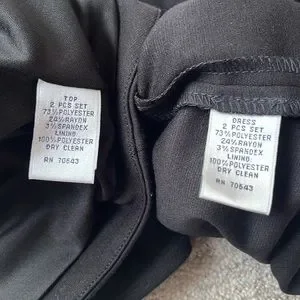 TOP
2 PCS SET
73% POLYESTER
24% RAYON
3% SPANDEX
LINING
100% POLYESTER
DRY CLEAN
RN 70543
DRESS
2 PCS SET
73% POLYESTER
24% RAYON
3% SPANDEX
LINING
100% POLYESTER
DRY CLEAN
RN 70543